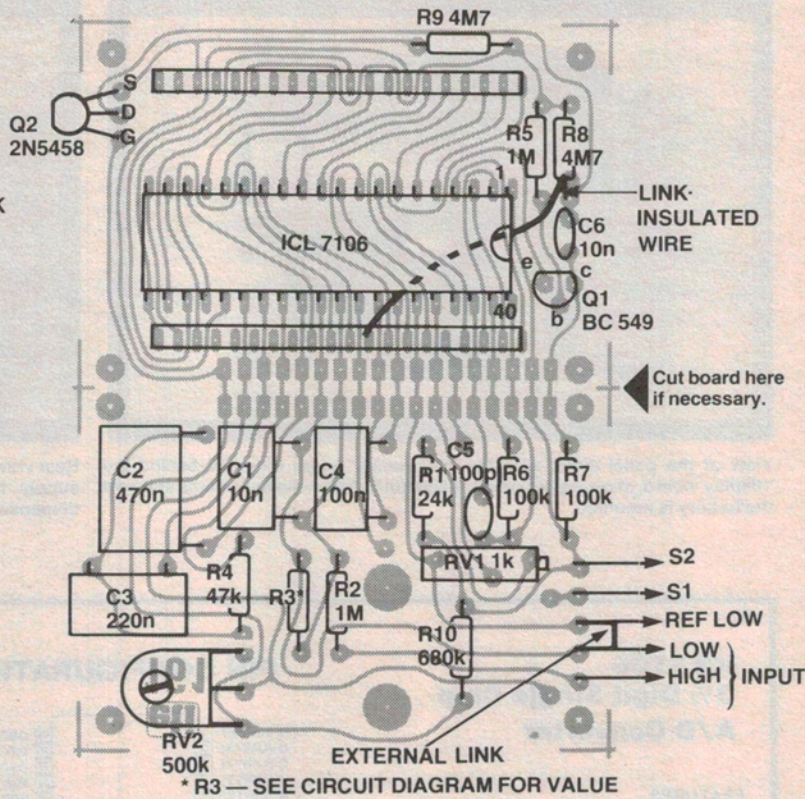 R9 4M7
S
D
G
Q2
2N5458
R5
1M
R8
4M7
1
LINK-
INSULATED
WIRE
ICL 7106
C6
10n
e
c
b
Q1
BC 549
40
Cut board here
if necessary.
C2
470n
C1
10n
C4
100n
R1
24k
C5
100p
R6
100k
R7
100k
RV1 1k
S2
S1
REF LOW
LOW
HIGH
INPUT
C3
220n
R4
47k
R3*
R2
1M
R10
680k
RV2
500k
EXTERNAL LINK
* R3 — SEE CIRCUIT DIAGRAM FOR VALUE